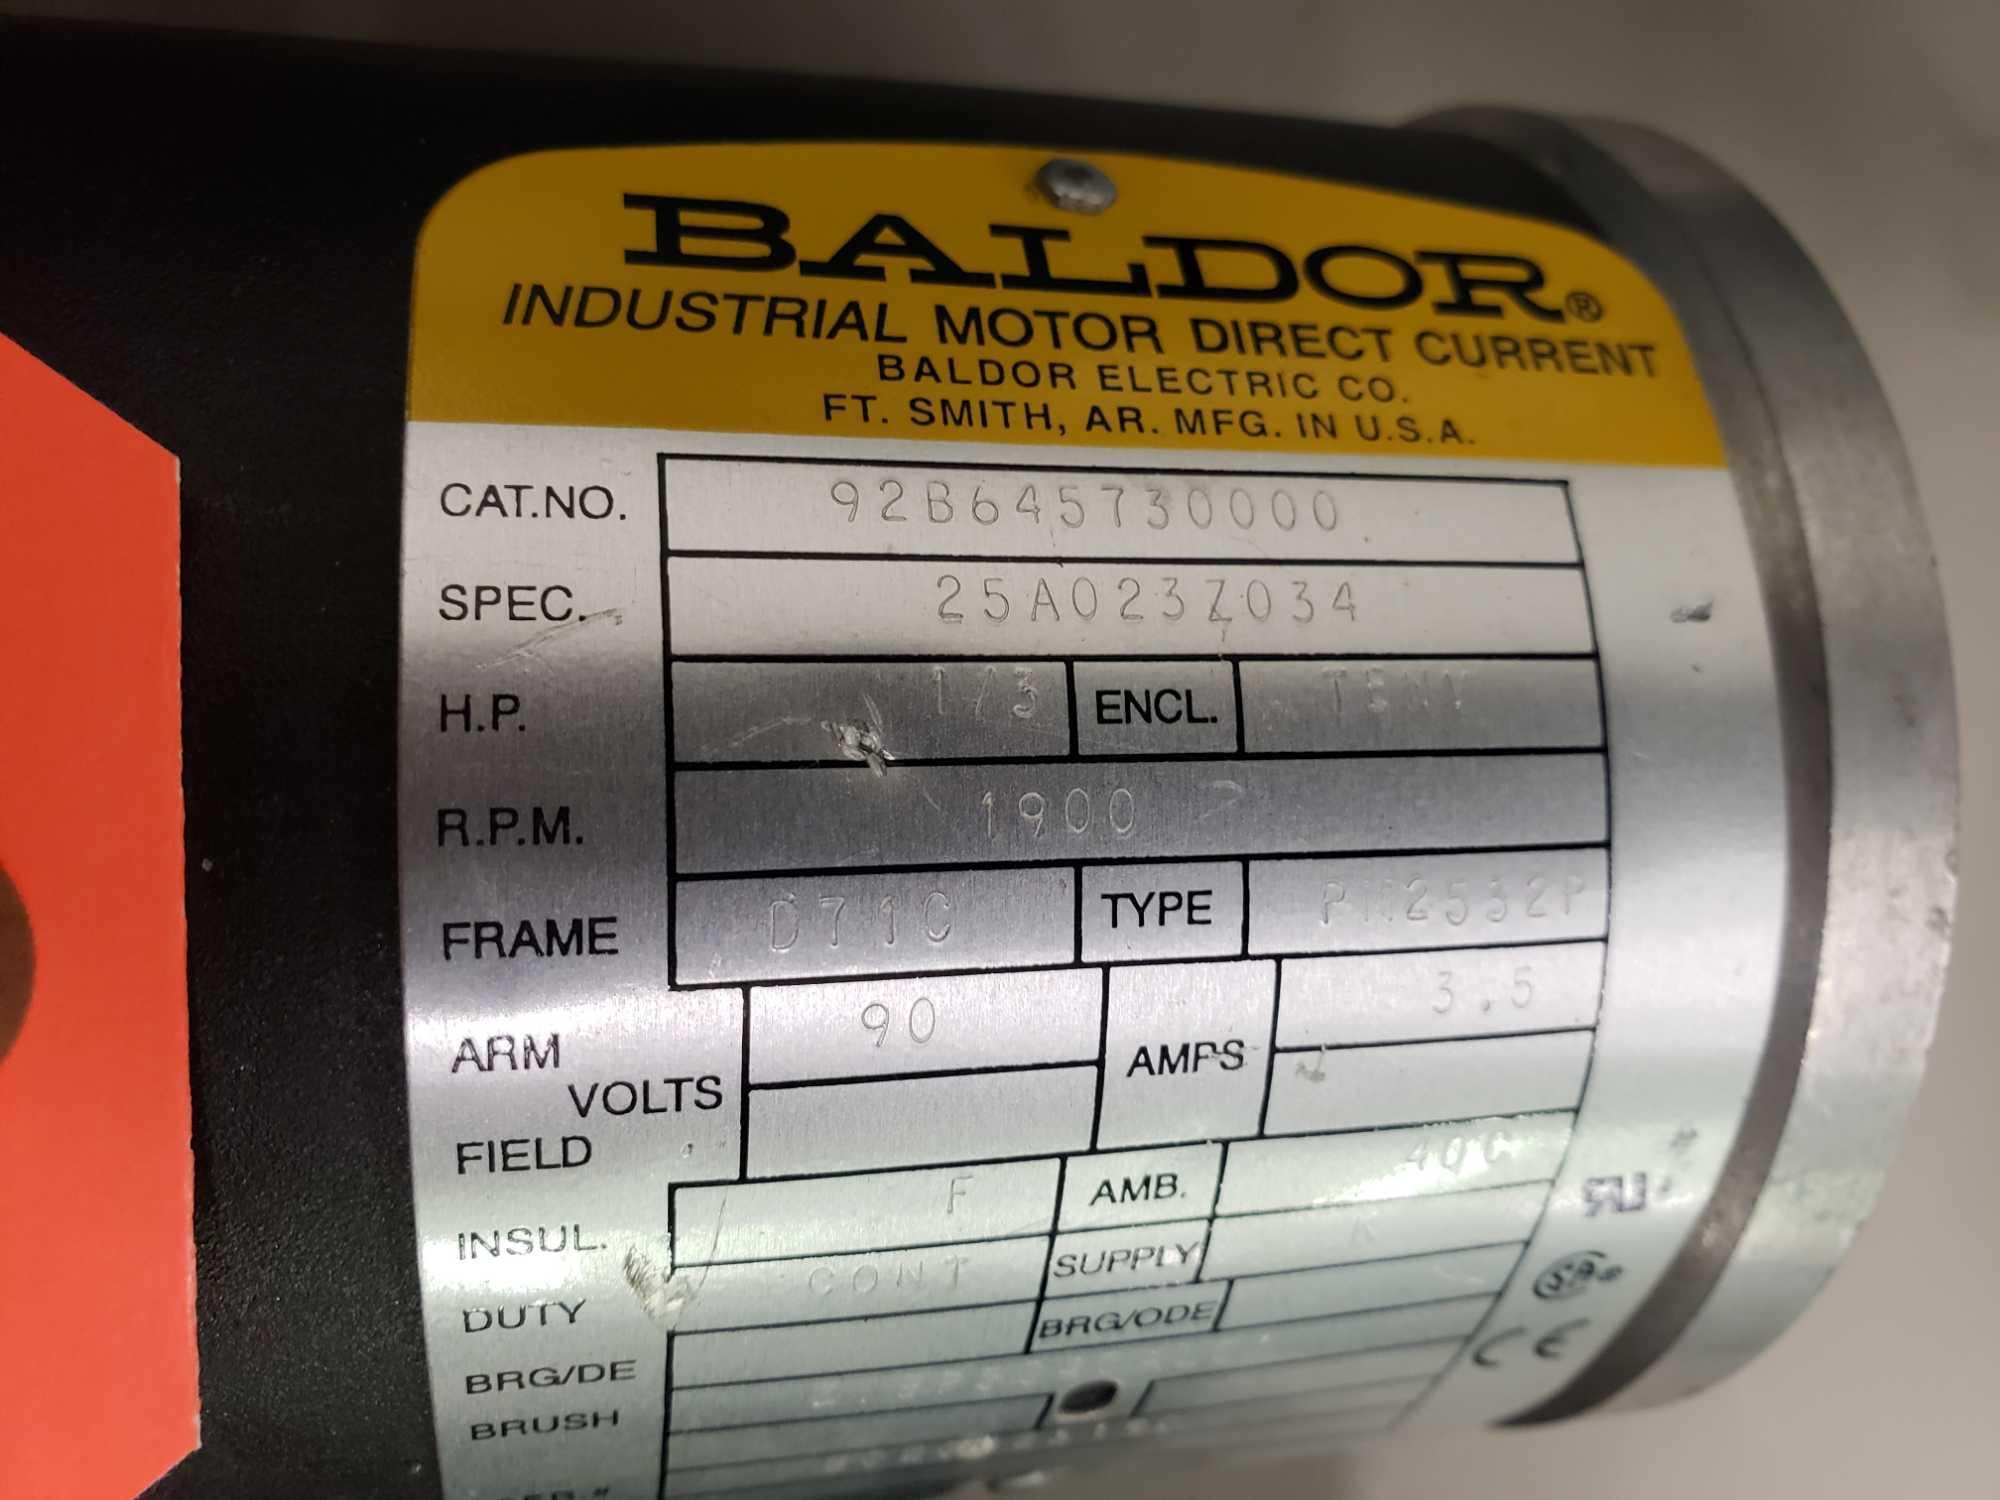 BALDOR®
INDUSTRIAL MOTOR DIRECT CURRENT
BALDOR ELECTRIC CO.
FT. SMITH, AR. MFG. IN U.S.A.
CAT.NO. 92B645730000
SPEC. 25A023Z034
H.P. 1/3 ENCL. TENV
R.P.M. 1900
FRAME D71C TYPE PM2532P
ARM 90 3.5
VOLTS AMPS
FIELD
INSUL. F AMB. 40C
DUTY CONT SUPPLY K
BRG/DE BRG/ODE
BRUSH
CE